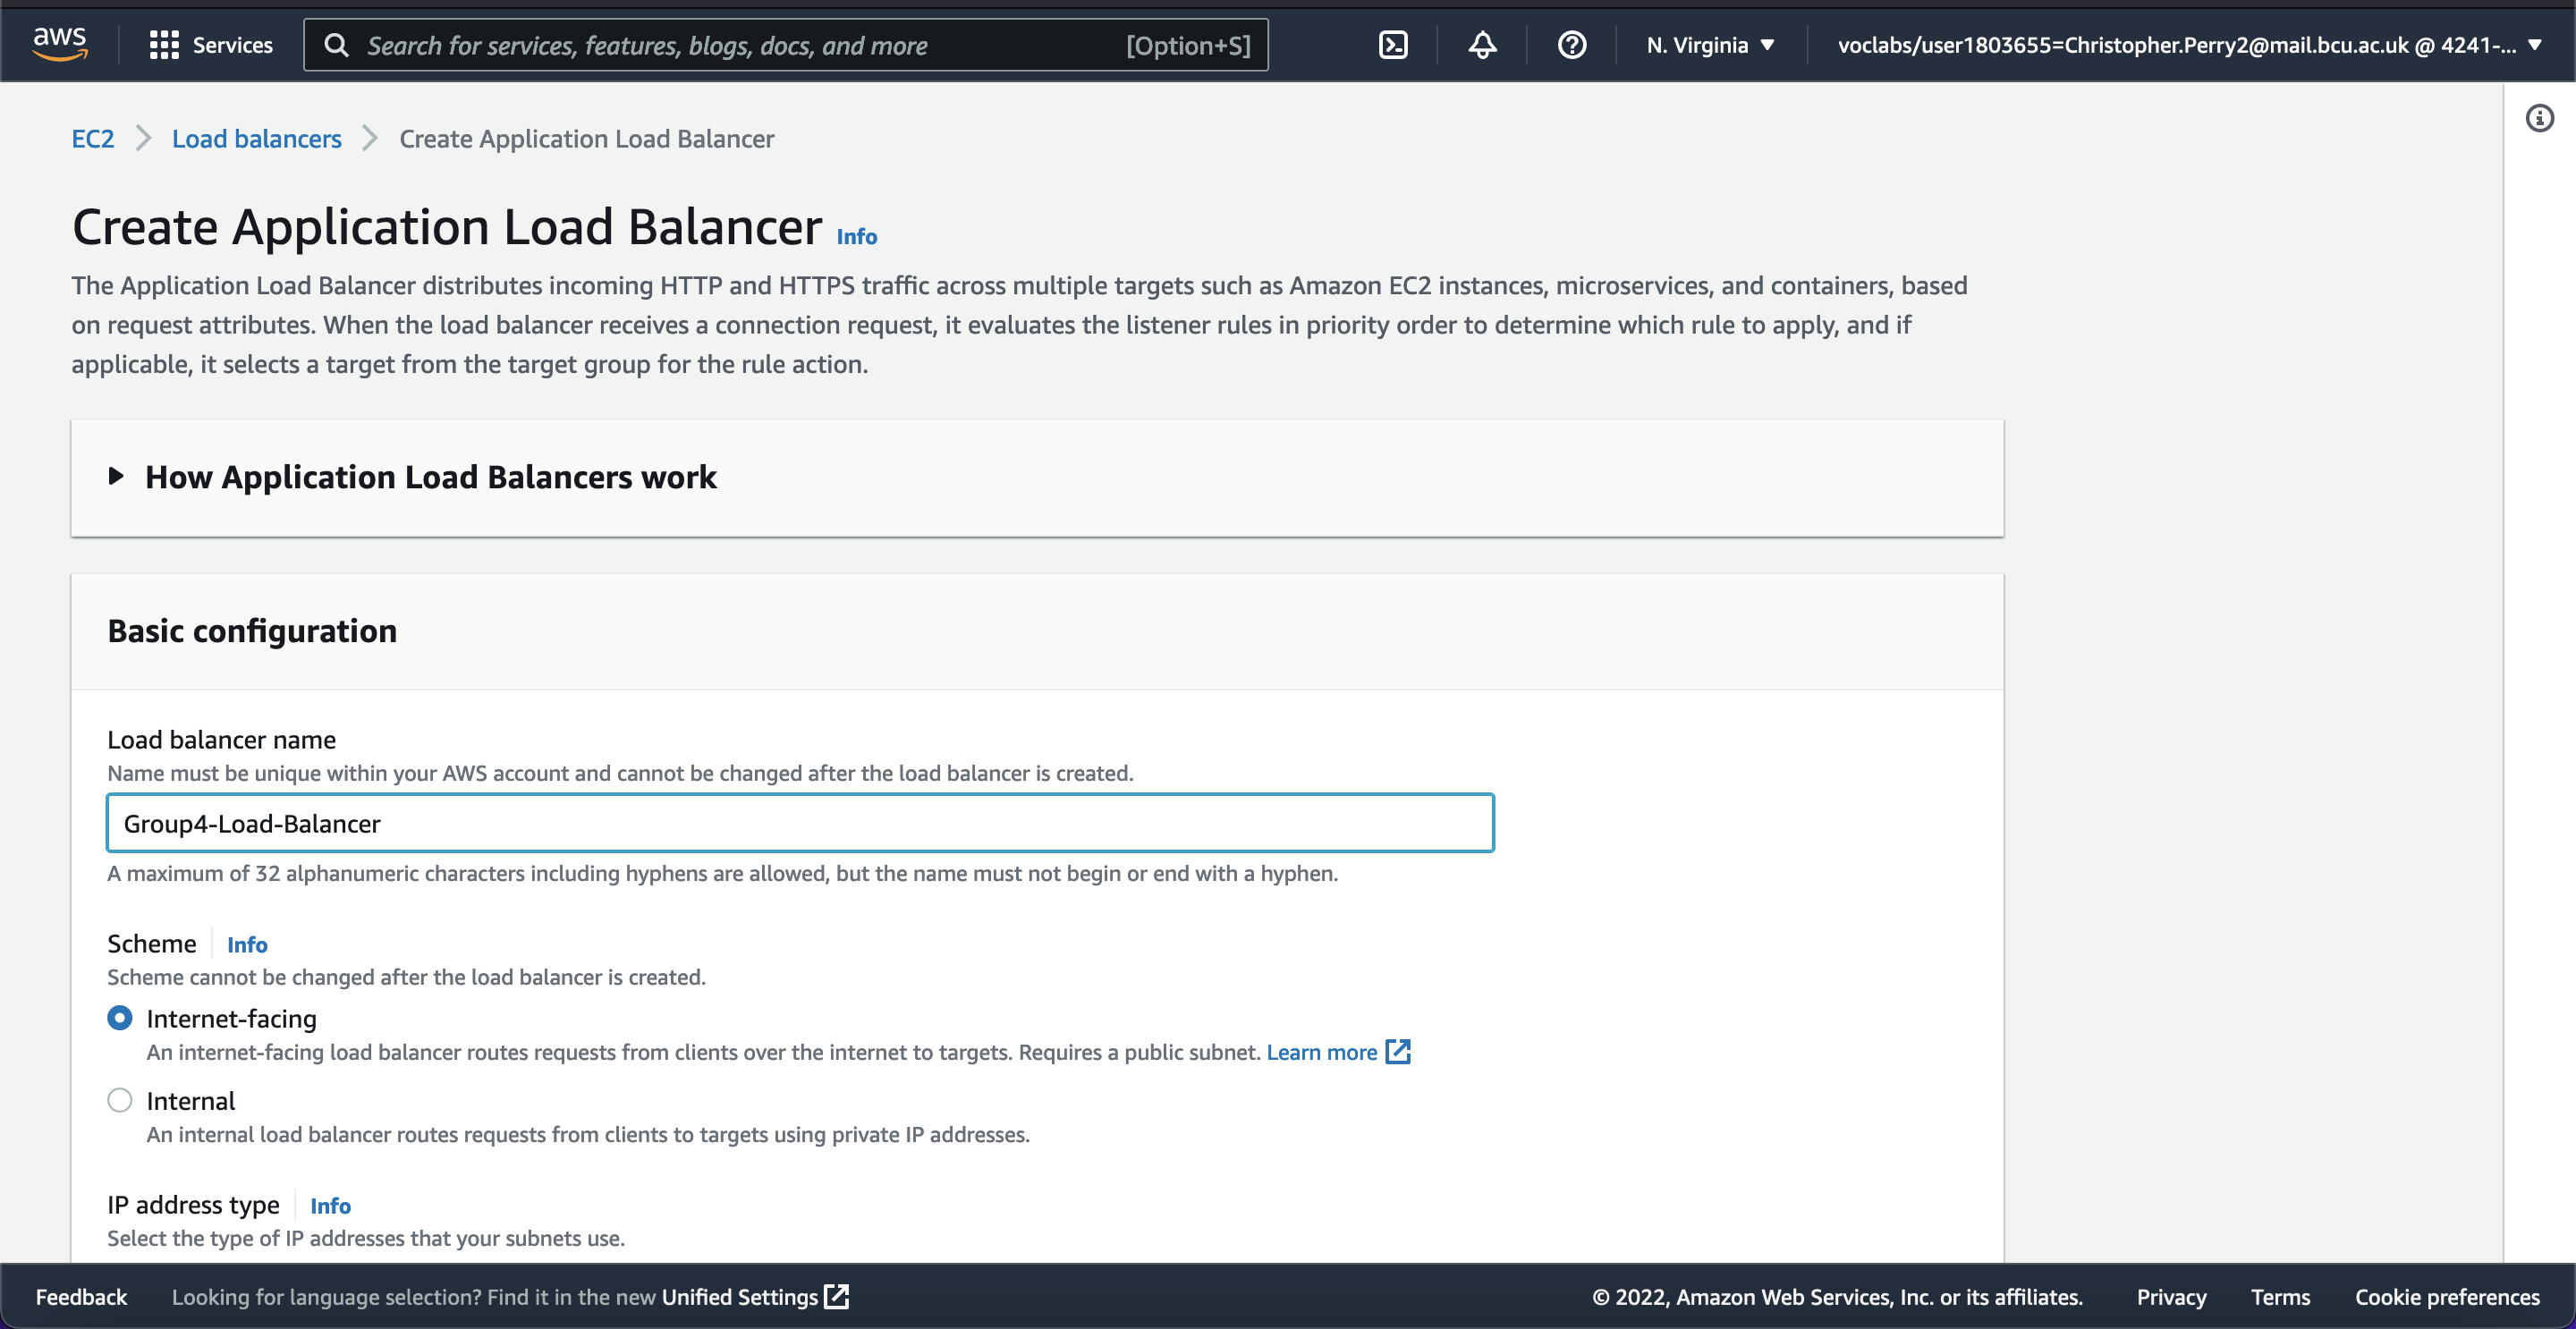 aws Services Search for services, features, blogs, docs, and more [Option+S] N. Virginia voclabs/user1803655=Christopher.Perry2@mail.bcu.ac.uk @ 4241-...
EC2 Load balancers Create Application Load Balancer
Create Application Load Balancer Info
The Application Load Balancer distributes incoming HTTP and HTTPS traffic across multiple targets such as Amazon EC2 instances, microservices, and containers, based
on request attributes. When the load balancer receives a connection request, it evaluates the listener rules in priority order to determine which rule to apply, and if
applicable, it selects a target from the target group for the rule action.
How Application Load Balancers work
Basic configuration
Load balancer name
Name must be unique within your AWS account and cannot be changed after the load balancer is created.
Group4-Load-Balancer
A maximum of 32 alphanumeric characters including hyphens are allowed, but the name must not begin or end with a hyphen.
Scheme Info
Scheme cannot be changed after the load balancer is created.
Internet-facing
An internet-facing load balancer routes requests from clients over the internet to targets. Requires a public subnet. Learn more
Internal
An internal load balancer routes requests from clients to targets using private IP addresses.
IP address type Info
Select the type of IP addresses that your subnets use.
Feedback Looking for language selection? Find it in the new Unified Settings © 2022, Amazon Web Services, Inc. or its affiliates. Privacy Terms Cookie preferences